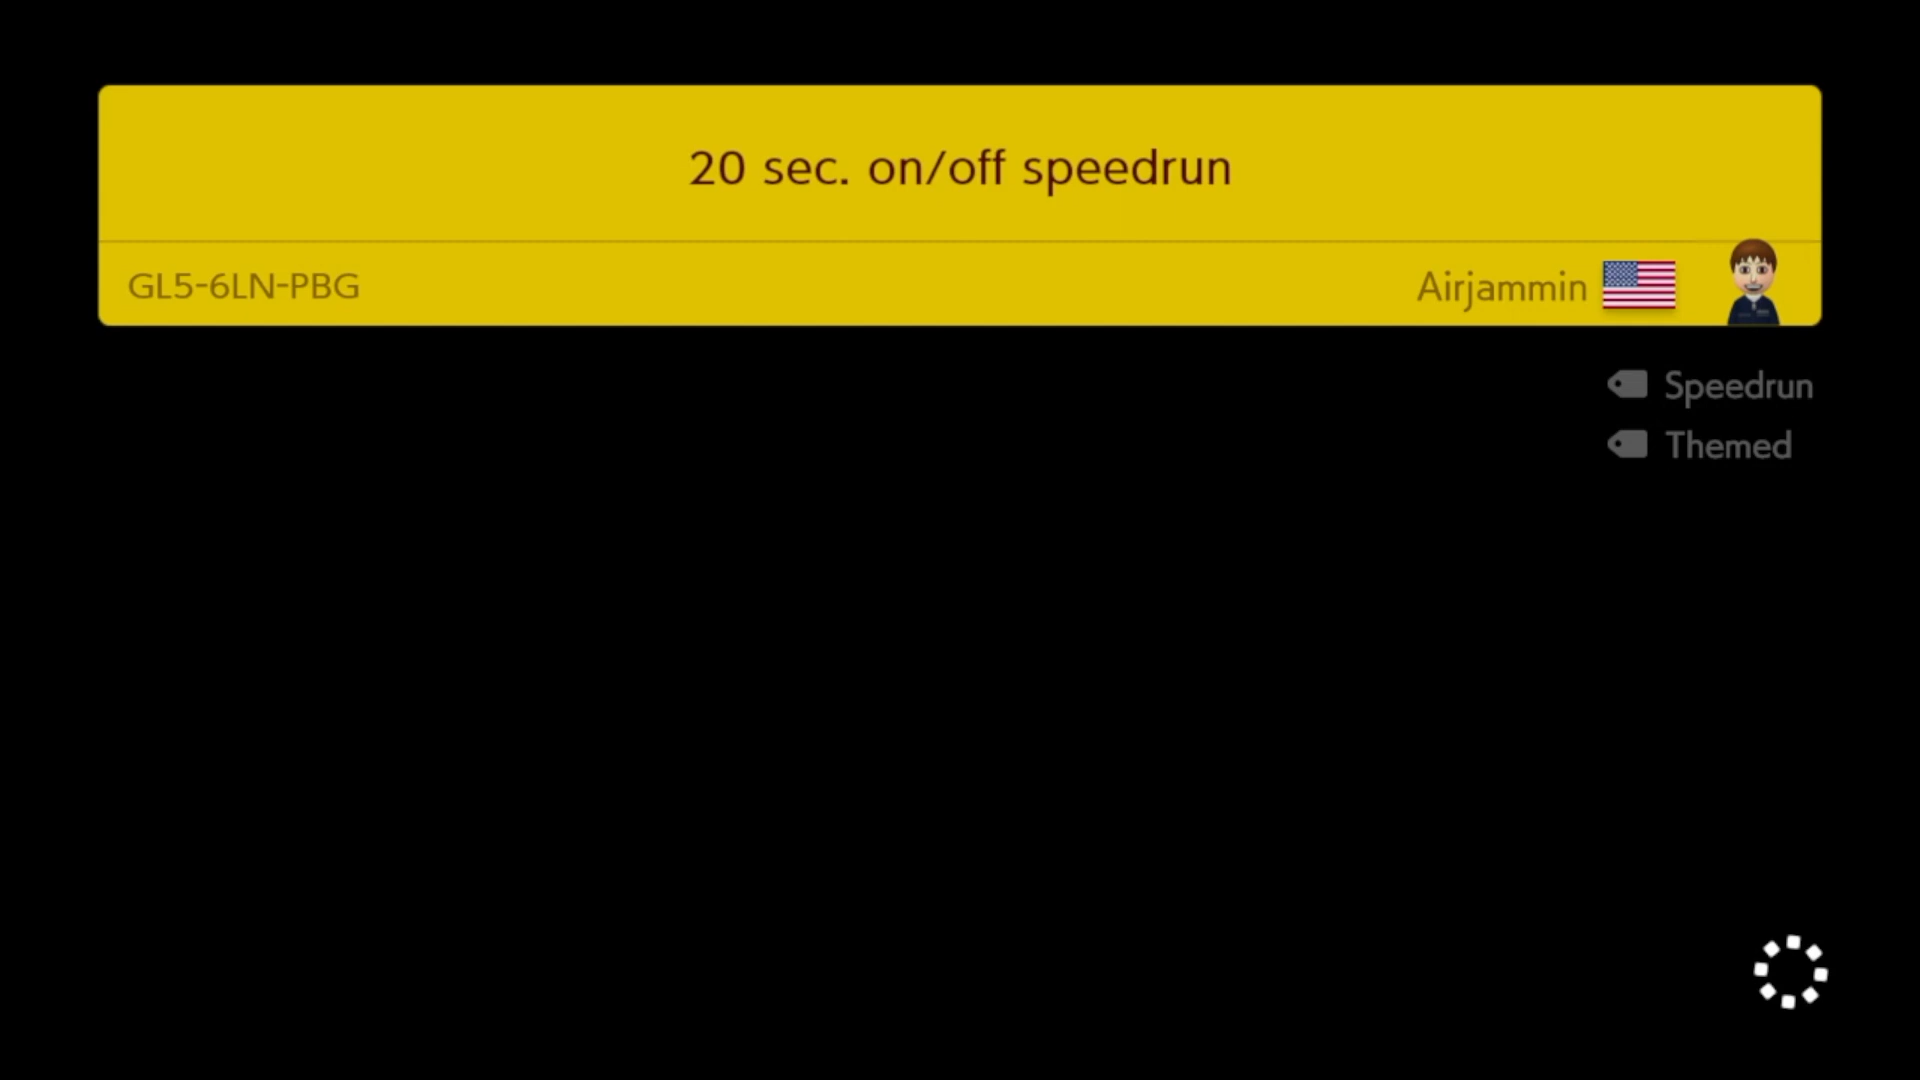 20 sec. on/off speedrun
GL5-6LN-PBG
Airjammin
Speedrun
Themed